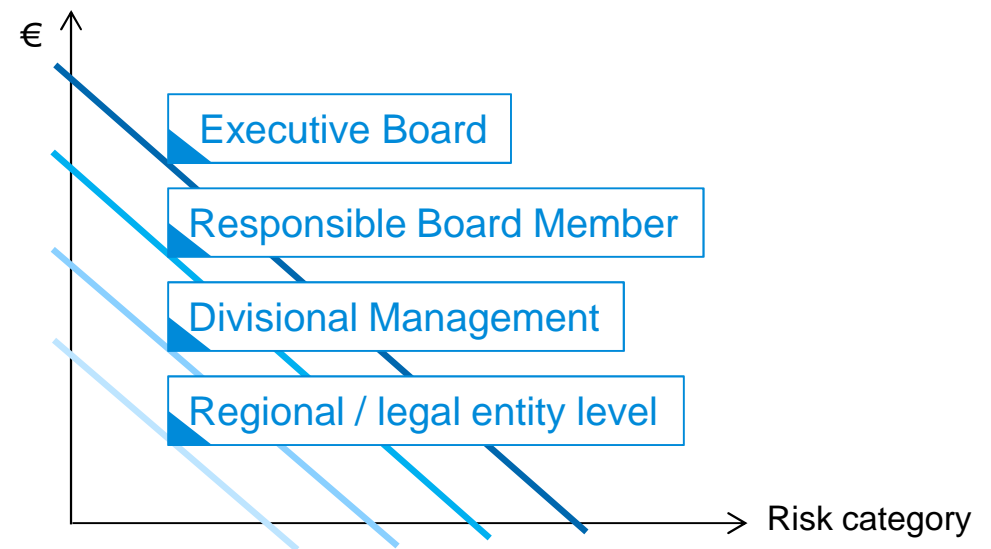 €
Executive Board
Responsible Board Member
Divisional Management
Regional / legal entity level
Risk category